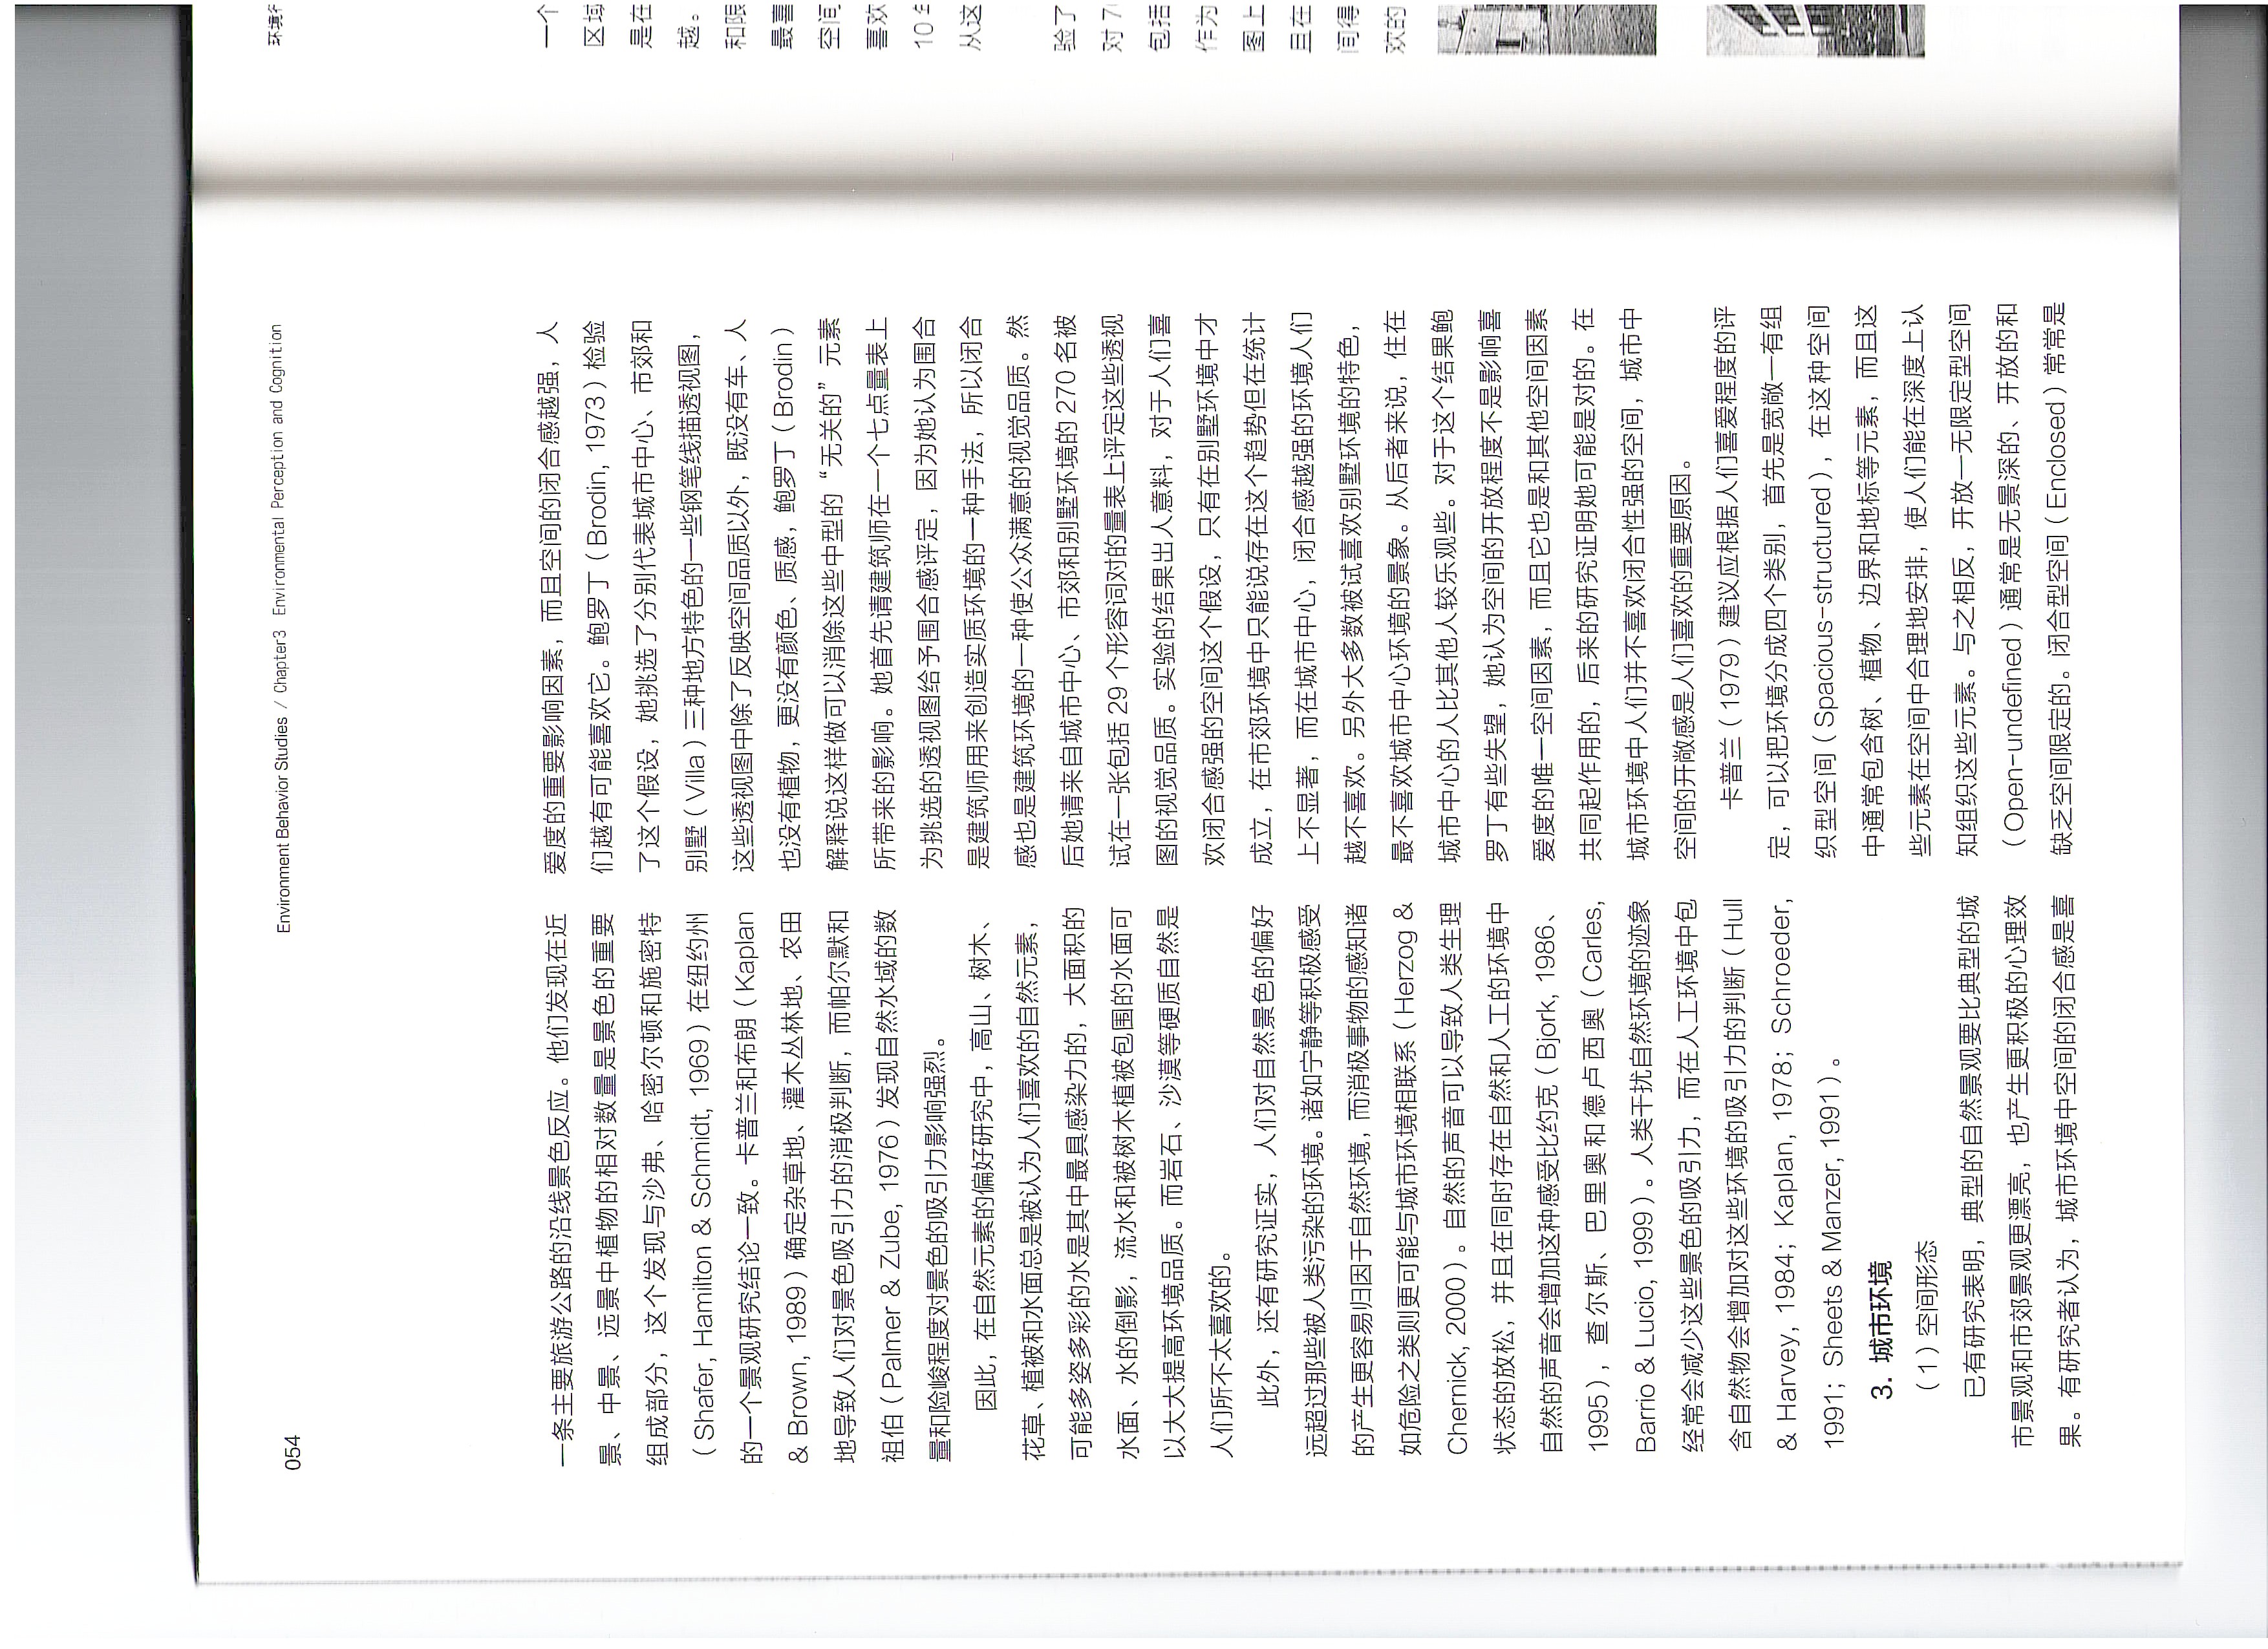 054
Environment Behavior Studies / Chapter3 Environmental Perception and Cognition
一条主要旅游公路的沿线景色反应。他们发现在近
景、中景、远景中植物的相对数量是景色的重要
组成部分，这个发现与沙弗、哈密尔顿和施密特
（Shafer, Hamilton & Schmidt, 1969）在纽约州
的一个景观研究结论一致。卡普兰和布朗（Kaplan
& Brown, 1989）确定杂草地、灌木丛林地、农田
地导致人们对景色吸引力的消极判断，而帕尔默和
祖伯（Palmer & Zube, 1976）发现自然水域的数
量和险峻程度对景色的吸引力影响强烈。
因此，在自然元素的偏好研究中，高山、树木、
花草、植被和水面总是被认为人们喜欢的自然元素，
可能多姿多彩的水是其中最具感染力的，大面积的
水面、水的倒影，流水和被树木植被包围的水面可
以大大提高环境品质。而岩石、沙漠等硬质自然是
人们所不太喜欢的。
此外，还有研究证实，人们对自然景色的偏好
远超过那些被人类污染的环境。诸如宁静等积极感受
的产生更容易归因于自然环境，而消极事物的感知诸
如危险之类则更可能与城市环境相联系（Herzog &
Chernick, 2000）。自然的声音可以导致人类生理
状态的放松，并且在同时存在自然和人工的环境中
自然的声音会增加这种感受比约克（Bjork, 1986、
1995），查尔斯、巴里奥和德卢西奥（Carles,
Barrio & Lucio, 1999）。人类干扰自然环境的迹象
经常会减少这些景色的吸引力，而在人工环境中包
含自然物会增加对这些环境的吸引力的判断（Hull
& Harvey, 1984；Kaplan, 1978；Schroeder,
1991；Sheets & Manzer, 1991）。
3. 城市环境
（1）空间形态
已有研究表明，典型的自然景观要比典型的城
市景观和市郊景观更漂亮，也产生更积极的心理效
果。有研究者认为，城市环境中空间的闭合感是喜
爱度的重要影响因素，而且空间的闭合感越强，人
们越有可能喜欢它。鲍罗丁（Brodin, 1973）检验
了这个假设，她挑选了分别代表城市中心、市郊和
别墅（Villa）三种地方特色的一些钢笔线描透视图，
这些透视图中除了反映空间品质以外，既没有车、人
也没有植物，更没有颜色、质感，鲍罗丁（Brodin）
解释说这样做可以消除这些中型的“无关的”元素
所带来的影响。她首先请建筑师在一个七点量表上
为挑选的透视图给予围合感评定，因为她认为围合
是建筑师用来创造实质环境的一种手法，所以闭合
感也是建筑环境的一种使公众满意的视觉品质。然
后她请来自城市中心、市郊和别墅环境的 270 名被
试在一张包括 29 个形容词对的量表上评定这些透视
图的视觉品质。实验的结果出人意料，对于人们喜
欢闭合感强的空间这个假设，只有在别墅环境中才
成立，在市郊环境中只能说存在这个趋势但在统计
上不显著，而在城市中心，闭合感越强的环境人们
越不喜欢。另外大多数被试喜欢别墅环境的特色，
最不喜欢城市中心环境的景象。从后者来说，住在
城市中心的人比其他人较乐观些。对于这个结果鲍
罗丁有些失望，她认为空间的开放程度不是影响喜
爱度的唯一空间因素，而且它也是和其他空间因素
共同起作用的，后来的研究证明她可能是对的。在
城市环境中人们并不喜欢闭合性强的空间，城市中
空间的开敞感是人们喜欢的重要原因。
卡普兰（1979）建议应根据人们喜爱程度的评
定，可以把环境分成四个类别，首先是宽敞—有组
织型空间（Spacious-structured），在这种空间
中通常包含树、植物、边界和地标等元素，而且这
些元素在空间中合理地安排，使人们能在深度上认
知组织这些元素。与之相反，开放—无限定型空间
（Open-undefined）通常是无景深的、开放的和
缺乏空间限定的。闭合型空间（Enclosed）常常是
环境
一个
区域
是在
越。
和限
最喜
空间
喜欢
10
从这
验了
对 7
包括
作为
图上
且在
间得
欢的